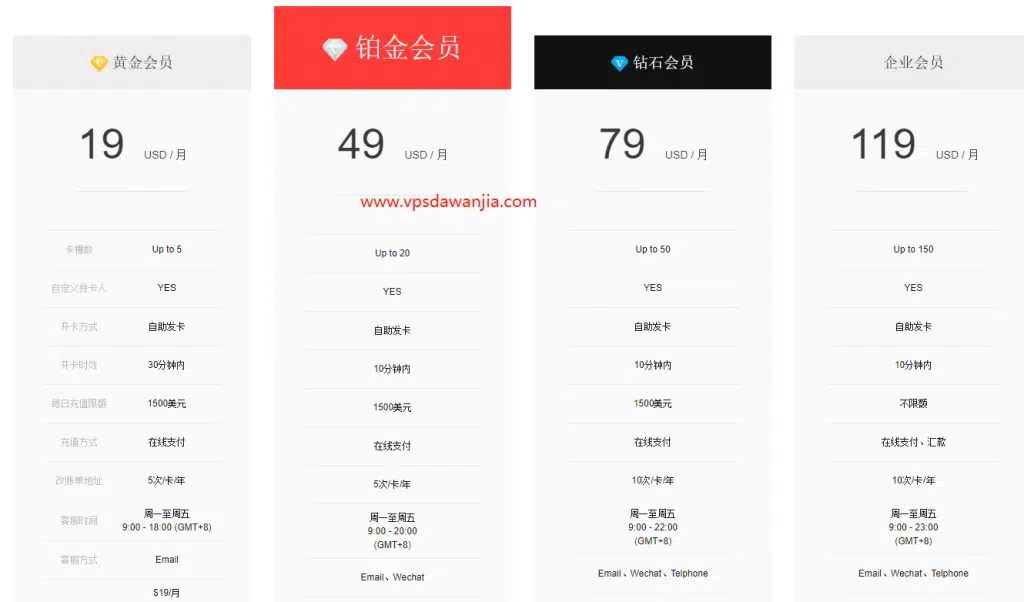 黄金会员
铂金会员
钻石会员
企业会员
19 USD / 月
49 USD / 月
79 USD / 月
119 USD / 月
www.vpsdawanjia.com
卡槽数 Up to 5 Up to 20 Up to 50 Up to 150
自定义持卡人 YES YES YES YES
开卡方式 自助发卡 自助发卡 自助发卡 自助发卡
开卡时效 30分钟内 10分钟内 10分钟内 10分钟内
每日充值限额 1500美元 1500美元 1500美元 不限额
充值方式 在线支付 在线支付 在线支付 在线支付、汇款
改账单地址 5次/卡/年 5次/卡/年 10次/卡/年 10次/卡/年
客服时间 周一至周五 周一至周五 周一至周五 周一至周五
9:00 - 18:00 (GMT+8) 9:00 - 20:00 9:00 - 22:00 9:00 - 23:00
(GMT+8) (GMT+8) (GMT+8)
客服方式 Email Email、Wechat Email、Wechat、Telphone Email、Wechat、Telphone
$19/月